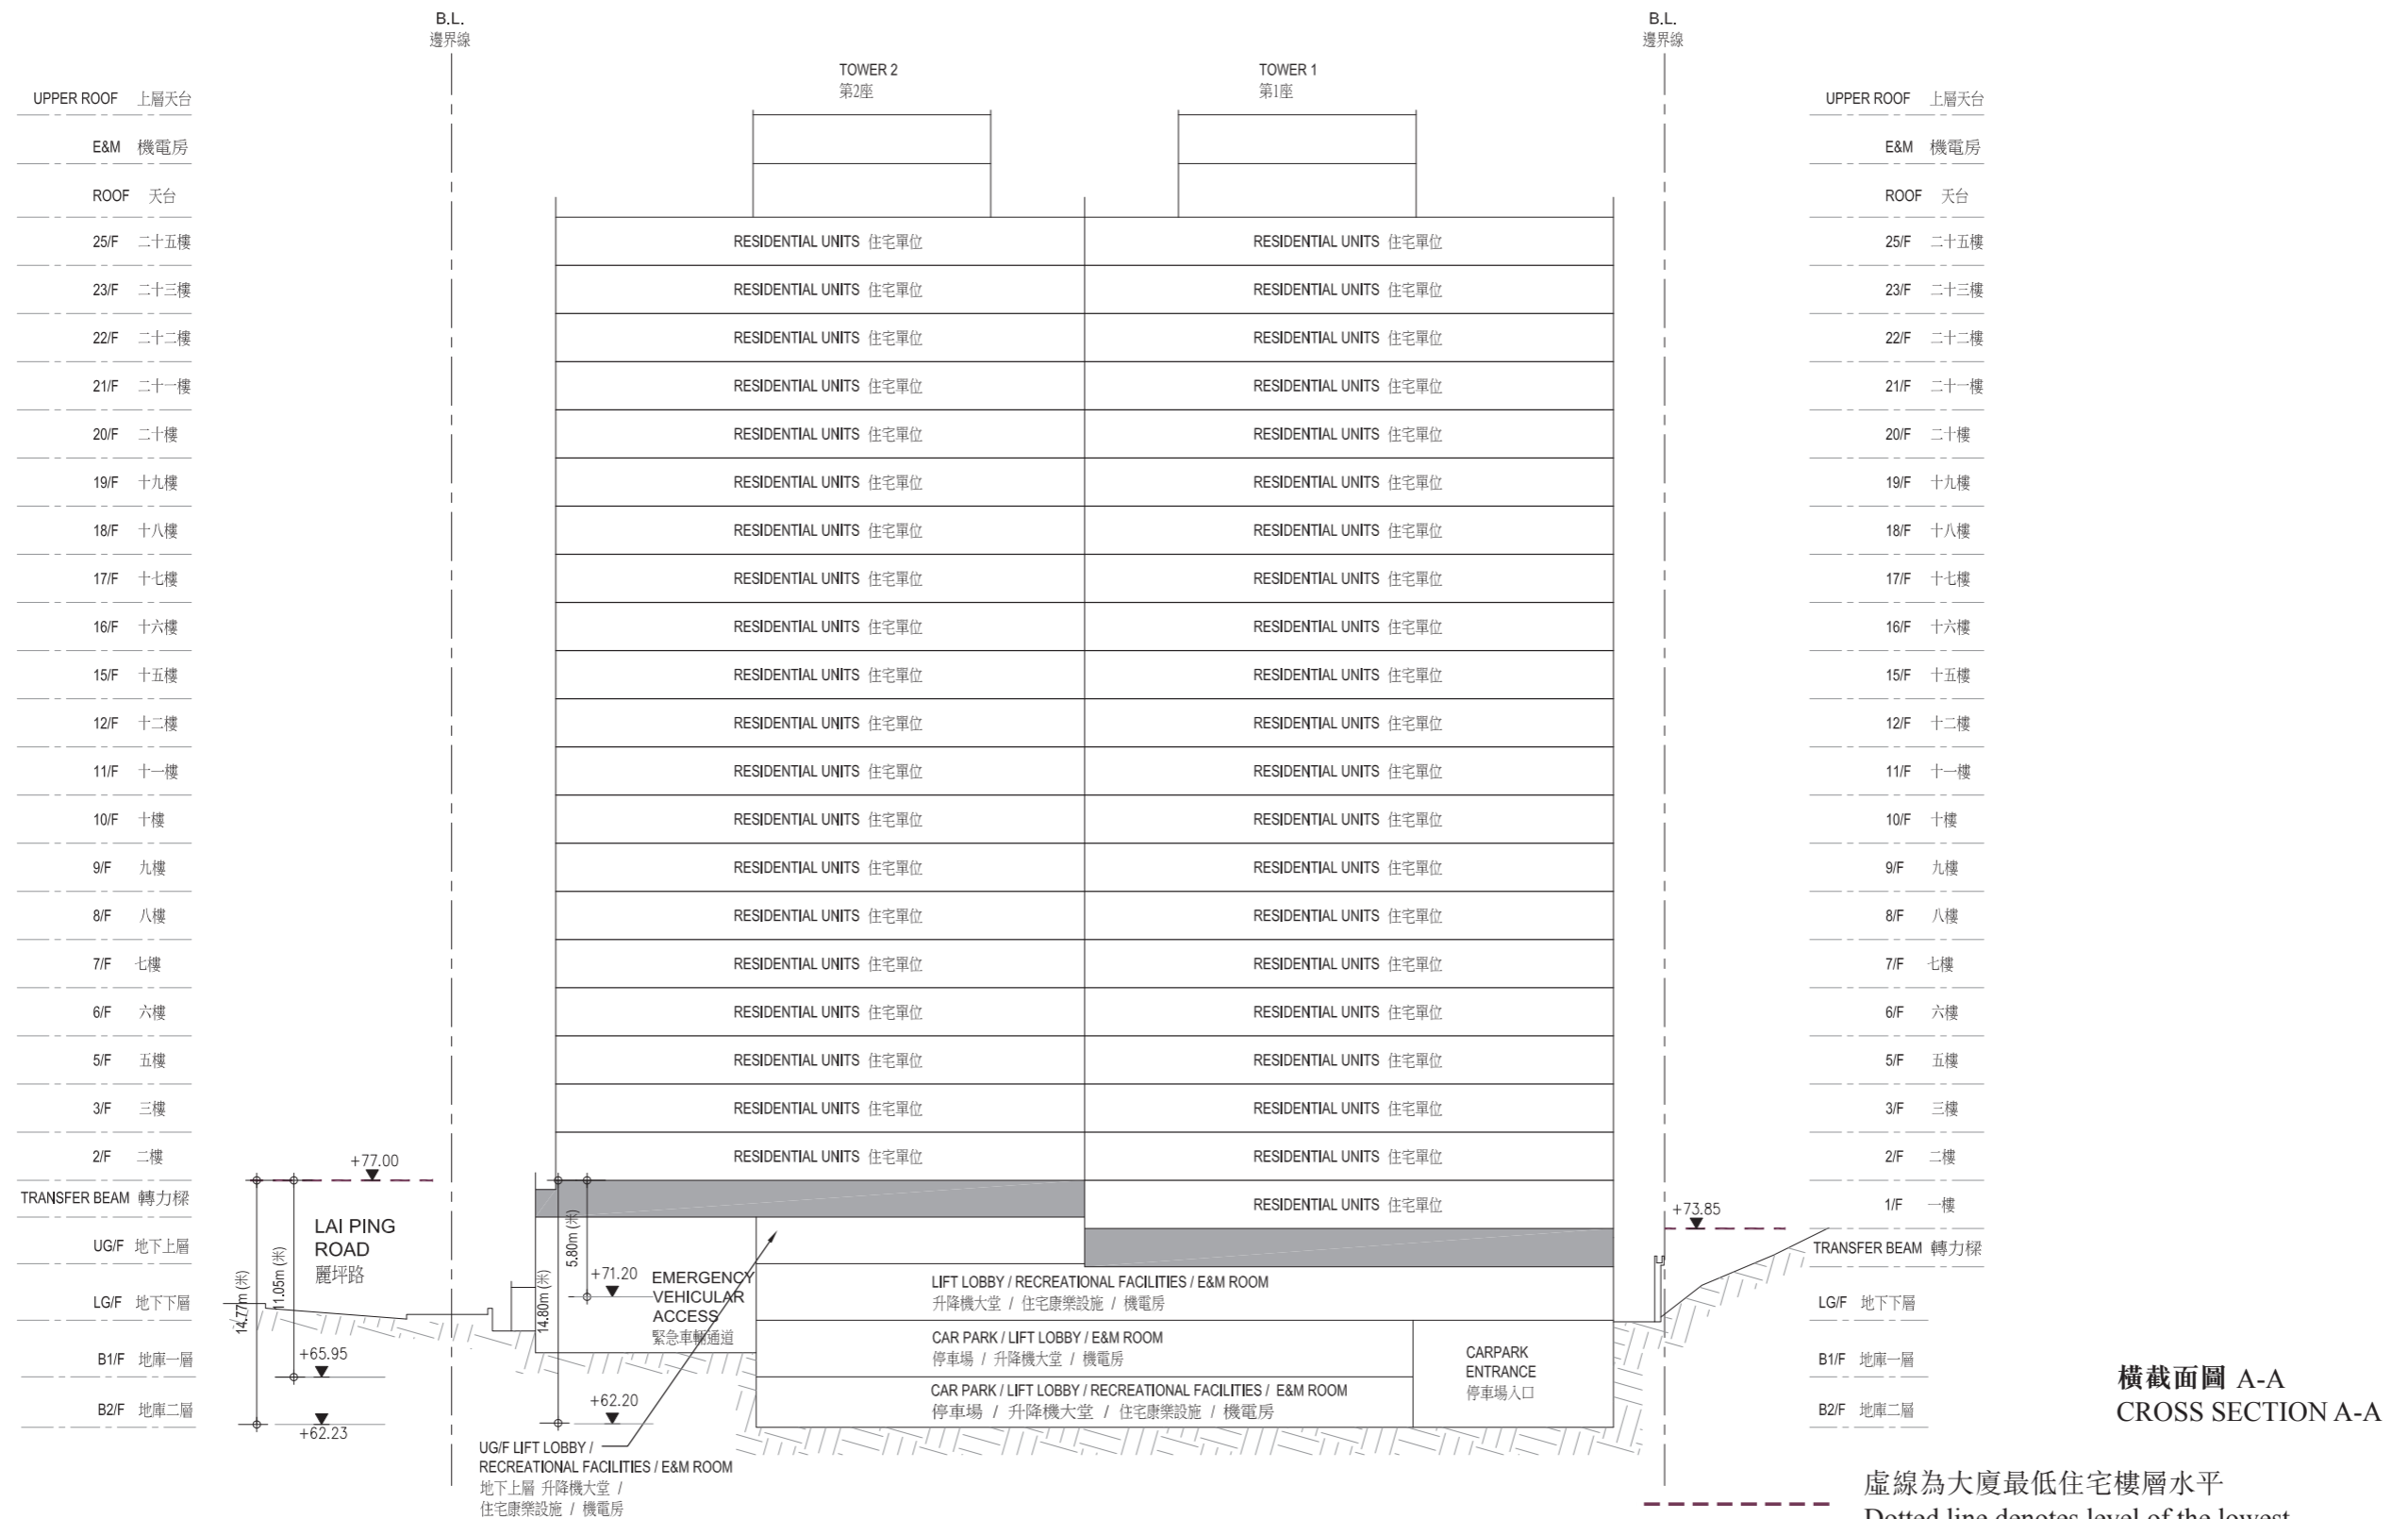 B.L.
邊界線
B.L.
邊界線
TOWER 2
第2座
TOWER 1
第1座
UPPER ROOF 上層天台
UPPER ROOF 上層天台
E&M 機電房
E&M 機電房
ROOF 天台
ROOF 天台
25/F 二十五樓 RESIDENTIAL UNITS 住宅單位 RESIDENTIAL UNITS 住宅單位 25/F 二十五樓
23/F 二十三樓 RESIDENTIAL UNITS 住宅單位 RESIDENTIAL UNITS 住宅單位 23/F 二十三樓
22/F 二十二樓 RESIDENTIAL UNITS 住宅單位 RESIDENTIAL UNITS 住宅單位 22/F 二十二樓
21/F 二十一樓 RESIDENTIAL UNITS 住宅單位 RESIDENTIAL UNITS 住宅單位 21/F 二十一樓
20/F 二十樓 RESIDENTIAL UNITS 住宅單位 RESIDENTIAL UNITS 住宅單位 20/F 二十樓
19/F 十九樓 RESIDENTIAL UNITS 住宅單位 RESIDENTIAL UNITS 住宅單位 19/F 十九樓
18/F 十八樓 RESIDENTIAL UNITS 住宅單位 RESIDENTIAL UNITS 住宅單位 18/F 十八樓
17/F 十七樓 RESIDENTIAL UNITS 住宅單位 RESIDENTIAL UNITS 住宅單位 17/F 十七樓
16/F 十六樓 RESIDENTIAL UNITS 住宅單位 RESIDENTIAL UNITS 住宅單位 16/F 十六樓
15/F 十五樓 RESIDENTIAL UNITS 住宅單位 RESIDENTIAL UNITS 住宅單位 15/F 十五樓
12/F 十二樓 RESIDENTIAL UNITS 住宅單位 RESIDENTIAL UNITS 住宅單位 12/F 十二樓
11/F 十一樓 RESIDENTIAL UNITS 住宅單位 RESIDENTIAL UNITS 住宅單位 11/F 十一樓
10/F 十樓 RESIDENTIAL UNITS 住宅單位 RESIDENTIAL UNITS 住宅單位 10/F 十樓
9/F 九樓 RESIDENTIAL UNITS 住宅單位 RESIDENTIAL UNITS 住宅單位 9/F 九樓
8/F 八樓 RESIDENTIAL UNITS 住宅單位 RESIDENTIAL UNITS 住宅單位 8/F 八樓
7/F 七樓 RESIDENTIAL UNITS 住宅單位 RESIDENTIAL UNITS 住宅單位 7/F 七樓
6/F 六樓 RESIDENTIAL UNITS 住宅單位 RESIDENTIAL UNITS 住宅單位 6/F 六樓
5/F 五樓 RESIDENTIAL UNITS 住宅單位 RESIDENTIAL UNITS 住宅單位 5/F 五樓
3/F 三樓 RESIDENTIAL UNITS 住宅單位 RESIDENTIAL UNITS 住宅單位 3/F 三樓
2/F 二樓 +77.00 RESIDENTIAL UNITS 住宅單位 RESIDENTIAL UNITS 住宅單位 2/F 二樓
TRANSFER BEAM 轉力樑 RESIDENTIAL UNITS 住宅單位 +73.85 1/F 一樓
LAI PING
ROAD
麗坪路
UG/F 地下上層
TRANSFER BEAM 轉力樑
14.77m (米)
11.05m (米)
14.80m (米)
5.80m (米)
+71.20
EMERGENCY
VEHICULAR
ACCESS
緊急車輛通道
LIFT LOBBY / RECREATIONAL FACILITIES / E&M ROOM
升降機大堂 / 住宅康樂設施 / 機電房
LG/F 地下下層
LG/F 地下下層
CAR PARK / LIFT LOBBY / E&M ROOM
停車場 / 升降機大堂 / 機電房
CARPARK
ENTRANCE
停車場入口
B1/F 地庫一層
+65.95
B1/F 地庫一層
CAR PARK / LIFT LOBBY / RECREATIONAL FACILITIES / E&M ROOM
停車場 / 升降機大堂 / 住宅康樂設施 / 機電房
B2/F 地庫二層
+62.23
+62.20
B2/F 地庫二層
UG/F LIFT LOBBY /
RECREATIONAL FACILITIES / E&M ROOM
地下上層 升降機大堂 /
住宅康樂設施 / 機電房
橫截面圖 A-A
CROSS SECTION A-A
虛線為大廈最低住宅樓層水平
Dotted line denotes level of the lowest